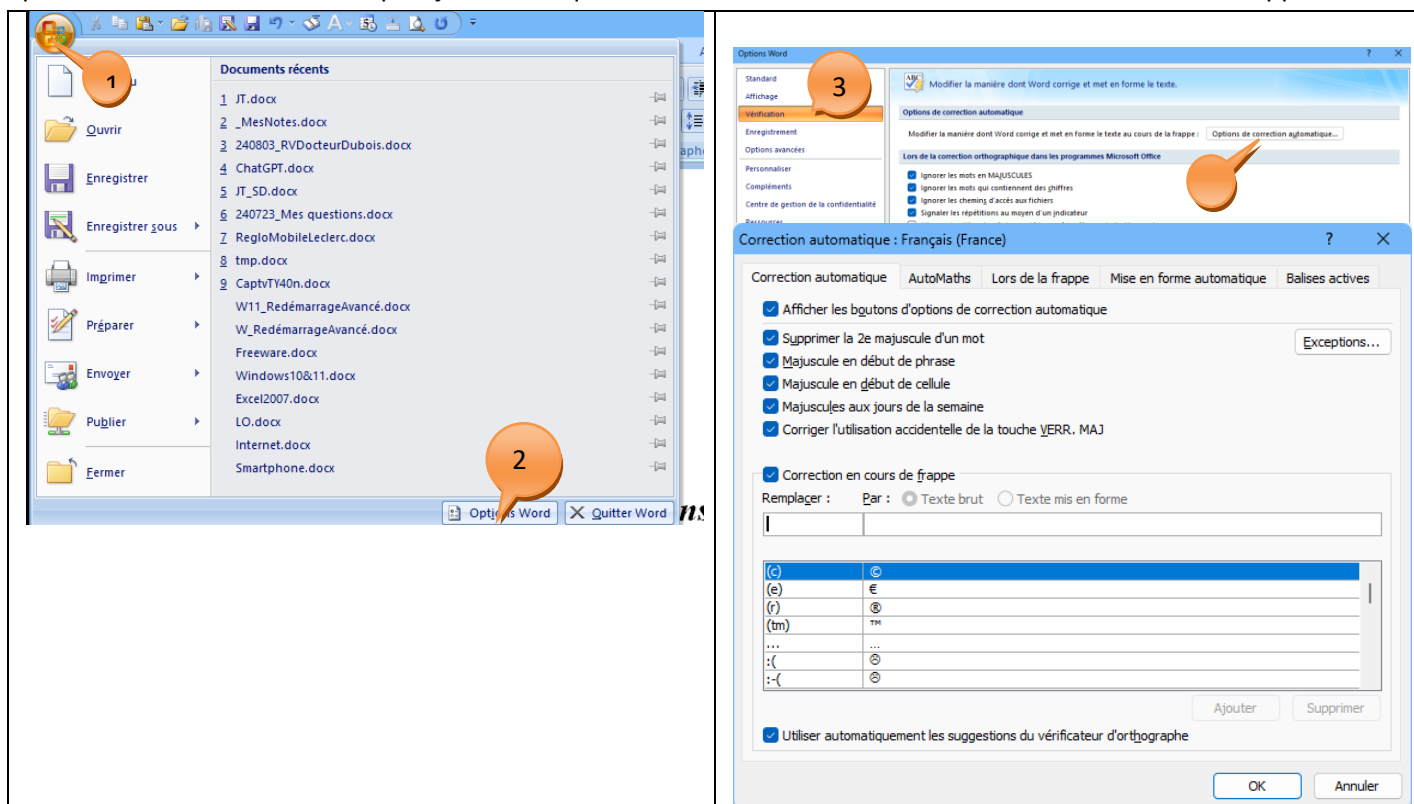 1
Documents récents
1 JT.docx
2 _MesNotes.docx
3 240803_RVDocteurDubois.docx
4 ChatGPT.docx
5 JT_SD.docx
6 240723_Mes questions.docx
7 RegloMobileLeclerc.docx
8 tmp.docx
9 CaptvTY40n.docx
W11_RedémarrageAvancé.docx
W_RedémarrageAvancé.docx
Freeware.docx
Windows10&11.docx
Excel2007.docx
LO.docx
Internet.docx
Smartphone.docx
Ouvrir
Enregistrer
Enregistrer sous
Imprimer
Préparer
Envoyer
Publier
Fermer
2
Options Word
Quitter Word
Options Word
Standard
Affichage
Vérification
Enregistrement
Options avancées
Personnaliser
Compléments
Centre de gestion de la confidentialité
Ressources
3
ABC
Modifier la manière dont Word corrige et met en forme le texte.
Options de correction automatique
Modifier la manière dont Word corrige et met en forme le texte au cours de la frappe : Options de correction automatique...
Lors de la correction orthographique dans les programmes Microsoft Office
Ignorer les mots en MAJUSCULES
Ignorer les mots qui contiennent des chiffres
Ignorer les chemins d'accès aux fichiers
Signaler les répétitions au moyen d'un indicateur
Correction automatique : Français (France)
Correction automatique AutoMaths Lors de la frappe Mise en forme automatique Balises actives
Afficher les boutons d'options de correction automatique
Supprimer la 2e majuscule d'un mot
Exceptions...
Majuscule en début de phrase
Majuscule en début de cellule
Majuscules aux jours de la semaine
Corriger l'utilisation accidentelle de la touche VERR. MAJ
Correction en cours de frappe
Remplacer : Par : Texte brut Texte mis en forme
(c) ©
(e) €
(r) ®
(tm) ™
... …
:( ☹
:-( ☹
Ajouter Supprimer
Utiliser automatiquement les suggestions du vérificateur d'orthographe
OK Annuler